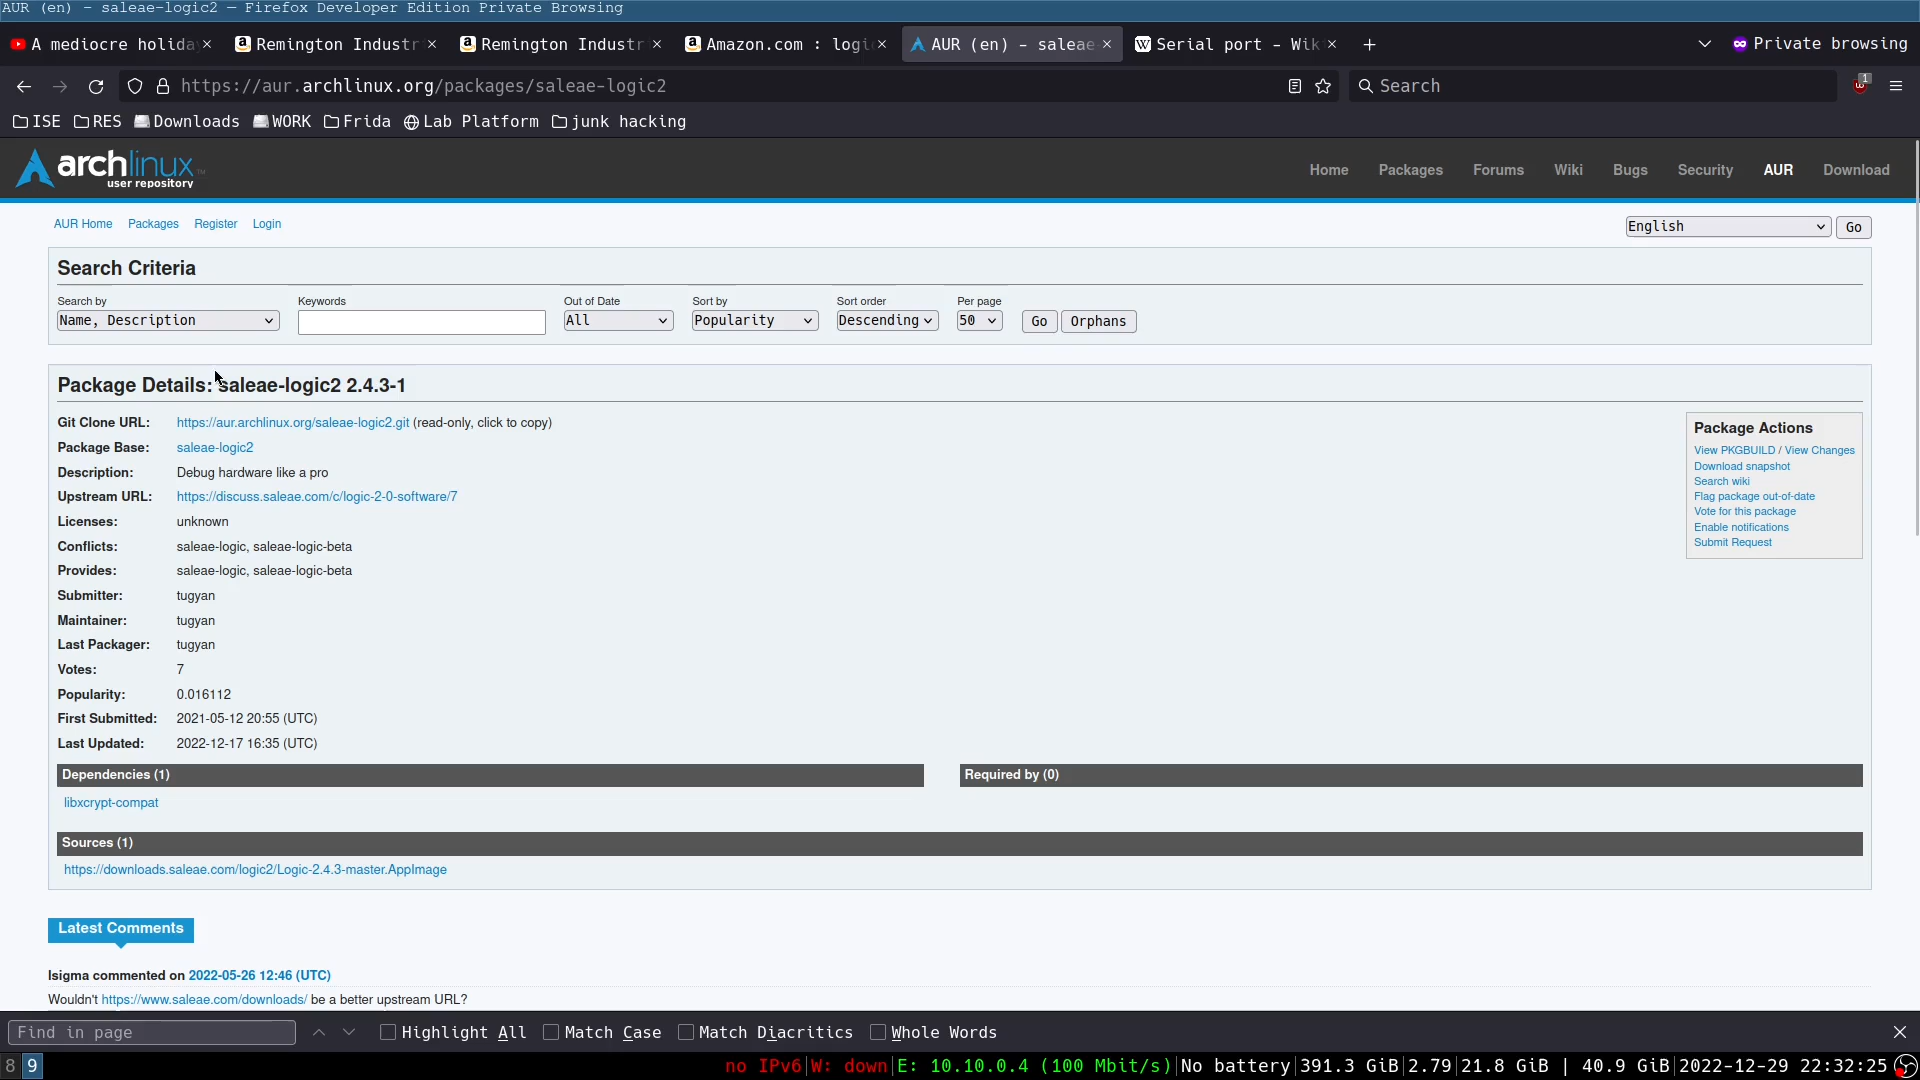 AUR (en) - saleae-logic2 — Firefox Developer Edition Private Browsing
A mediocre holida
Remington Industr
Remington Industr
Amazon.com : logi
AUR (en) - saleae
Serial port - Wik
Private browsing
https://aur.archlinux.org/packages/saleae-logic2
Search
1
ISE RES Downloads WORK Frida Lab Platform junk hacking
archlinux
user repository
Home Packages Forums Wiki Bugs Security AUR Download
AUR Home Packages Register Login
English Go
Search Criteria
Search by Keywords Out of Date Sort by Sort order Per page
Name, Description All Popularity Descending 50 Go Orphans
Package Details: saleae-logic2 2.4.3-1
Git Clone URL: https://aur.archlinux.org/saleae-logic2.git (read-only, click to copy)
Package Base: saleae-logic2
Description: Debug hardware like a pro
Upstream URL: https://discuss.saleae.com/c/logic-2-0-software/7
Licenses: unknown
Conflicts: saleae-logic, saleae-logic-beta
Provides: saleae-logic, saleae-logic-beta
Submitter: tugyan
Maintainer: tugyan
Last Packager: tugyan
Votes: 7
Popularity: 0.016112
First Submitted: 2021-05-12 20:55 (UTC)
Last Updated: 2022-12-17 16:35 (UTC)
Package Actions
View PKGBUILD / View Changes
Download snapshot
Search wiki
Flag package out-of-date
Vote for this package
Enable notifications
Submit Request
Dependencies (1)
libxcrypt-compat
Required by (0)
Sources (1)
https://downloads.saleae.com/logic2/Logic-2.4.3-master.AppImage
Latest Comments
lsigma commented on 2022-05-26 12:46 (UTC)
Wouldn't https://www.saleae.com/downloads/ be a better upstream URL?
Find in page Highlight All Match Case Match Diacritics Whole Words
8 9 no IPv6|W: down|E: 10.10.0.4 (100 Mbit/s)|No battery|391.3 GiB|2.79|21.8 GiB | 40.9 GiB|2022-12-29 22:32:25